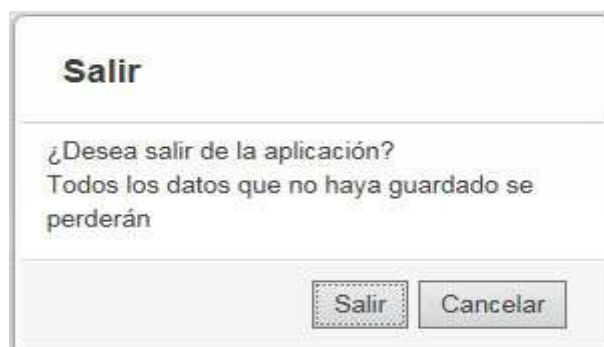 Salir
¿Desea salir de la aplicación?
Todos los datos que no haya guardado se
perderán
Salir
Cancelar